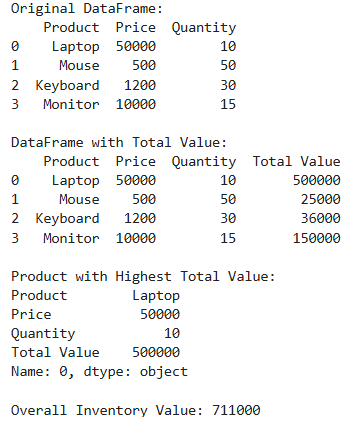 Original DataFrame:
    Product  Price  Quantity
0    Laptop  50000        10
1     Mouse    500        50
2  Keyboard   1200        30
3   Monitor  10000        15

DataFrame with Total Value:
    Product  Price  Quantity  Total Value
0    Laptop  50000        10       500000
1     Mouse    500        50        25000
2  Keyboard   1200        30        36000
3   Monitor  10000        15       150000

Product with Highest Total Value:
Product        Laptop
Price           50000
Quantity           10
Total Value    500000
Name: 0, dtype: object

Overall Inventory Value: 711000